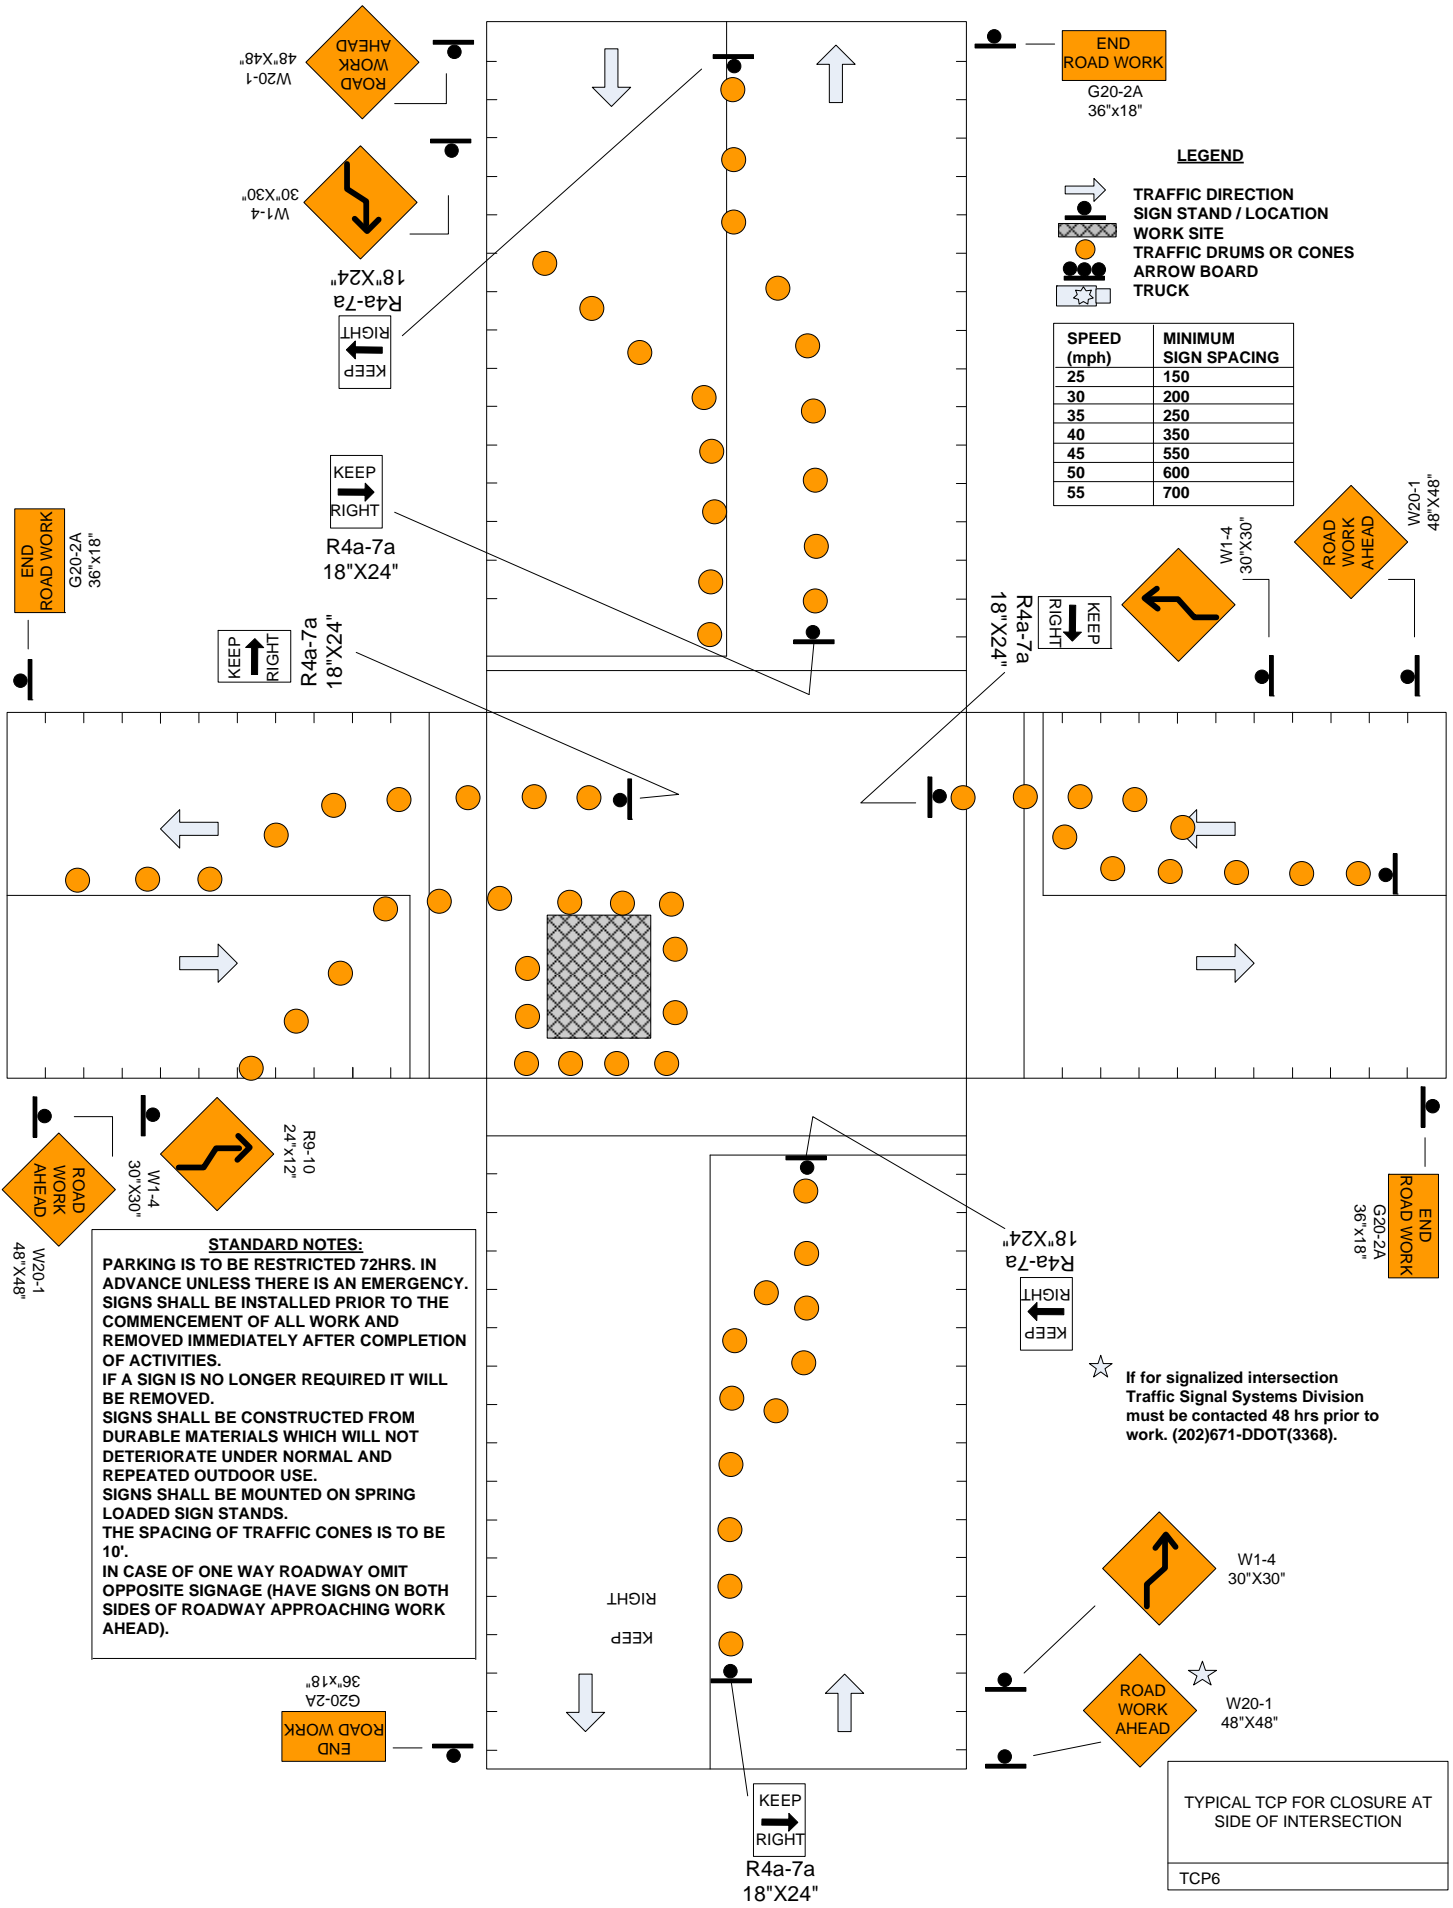 ROAD
WORK
AHEAD
W20-1
48"X48"
W1-4
30"X30"
R4a-7a
18"X24"
KEEP
RIGHT
KEEP
RIGHT
R4a-7a
18"X24"
END
ROAD WORK
G20-2A
36"x18"
KEEP
RIGHT
R4a-7a
18"X24"
END
ROAD WORK
G20-2A
36"x18"
LEGEND
TRAFFIC DIRECTION
SIGN STAND / LOCATION
WORK SITE
TRAFFIC DRUMS OR CONES
ARROW BOARD
TRUCK
SPEED (mph) MINIMUM SIGN SPACING
25 150
30 200
35 250
40 350
45 550
50 600
55 700
R4a-7a
18"X24"
KEEP
RIGHT
W1-4
30"X30"
ROAD
WORK
AHEAD
W20-1
48"X48"
ROAD
WORK
AHEAD
W20-1
48"X48"
W1-4
30"X30"
R9-10
24"x12"
STANDARD NOTES:
PARKING IS TO BE RESTRICTED 72HRS. IN
ADVANCE UNLESS THERE IS AN EMERGENCY.
SIGNS SHALL BE INSTALLED PRIOR TO THE
COMMENCEMENT OF ALL WORK AND
REMOVED IMMEDIATELY AFTER COMPLETION
OF ACTIVITIES.
IF A SIGN IS NO LONGER REQUIRED IT WILL
BE REMOVED.
SIGNS SHALL BE CONSTRUCTED FROM
DURABLE MATERIALS WHICH WILL NOT
DETERIORATE UNDER NORMAL AND
REPEATED OUTDOOR USE.
SIGNS SHALL BE MOUNTED ON SPRING
LOADED SIGN STANDS.
THE SPACING OF TRAFFIC CONES IS TO BE
10'.
IN CASE OF ONE WAY ROADWAY OMIT
OPPOSITE SIGNAGE (HAVE SIGNS ON BOTH
SIDES OF ROADWAY APPROACHING WORK
AHEAD).
END
ROAD WORK
G20-2A
36"x18"
KEEP
RIGHT
KEEP
RIGHT
R4a-7a
18"X24"
KEEP
RIGHT
R4a-7a
18"X24"
END
ROAD WORK
G20-2A
36"x18"
If for signalized intersection
Traffic Signal Systems Division
must be contacted 48 hrs prior to
work. (202)671-DDOT(3368).
W1-4
30"X30"
ROAD
WORK
AHEAD
W20-1
48"X48"
TYPICAL TCP FOR CLOSURE AT
SIDE OF INTERSECTION
TCP6